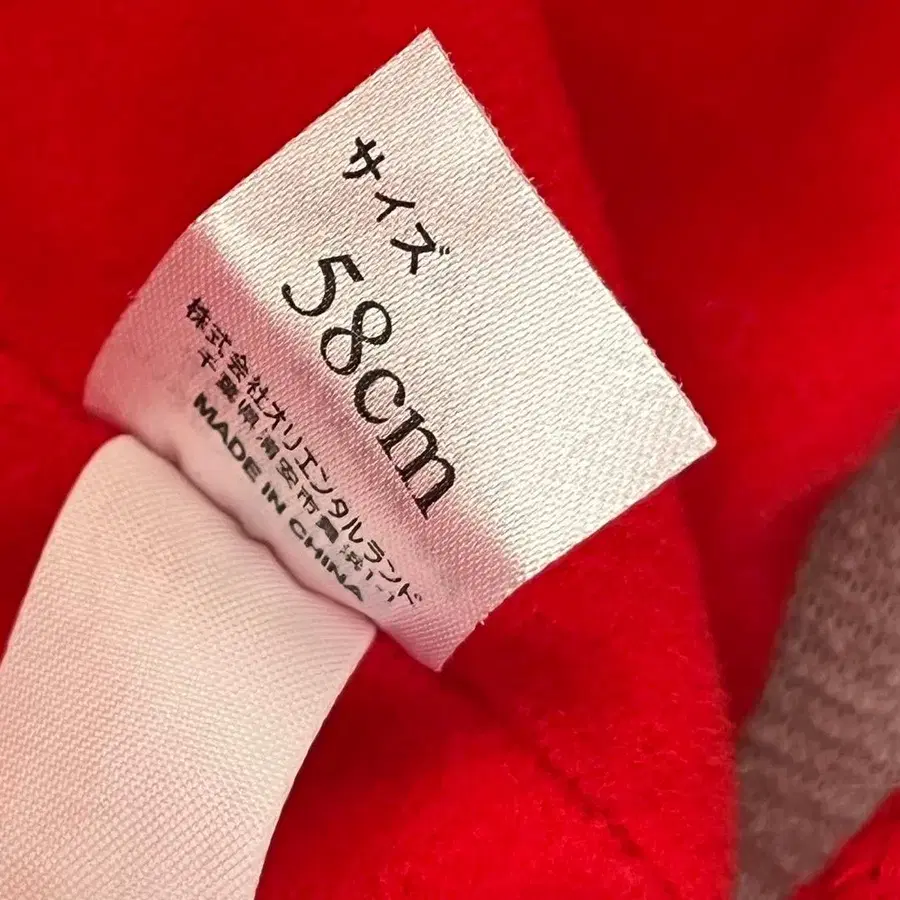 サイズ
58cm
株式会社オリエンタルランド
千葉県浦安市舞浜1-1
MADE IN CHINA